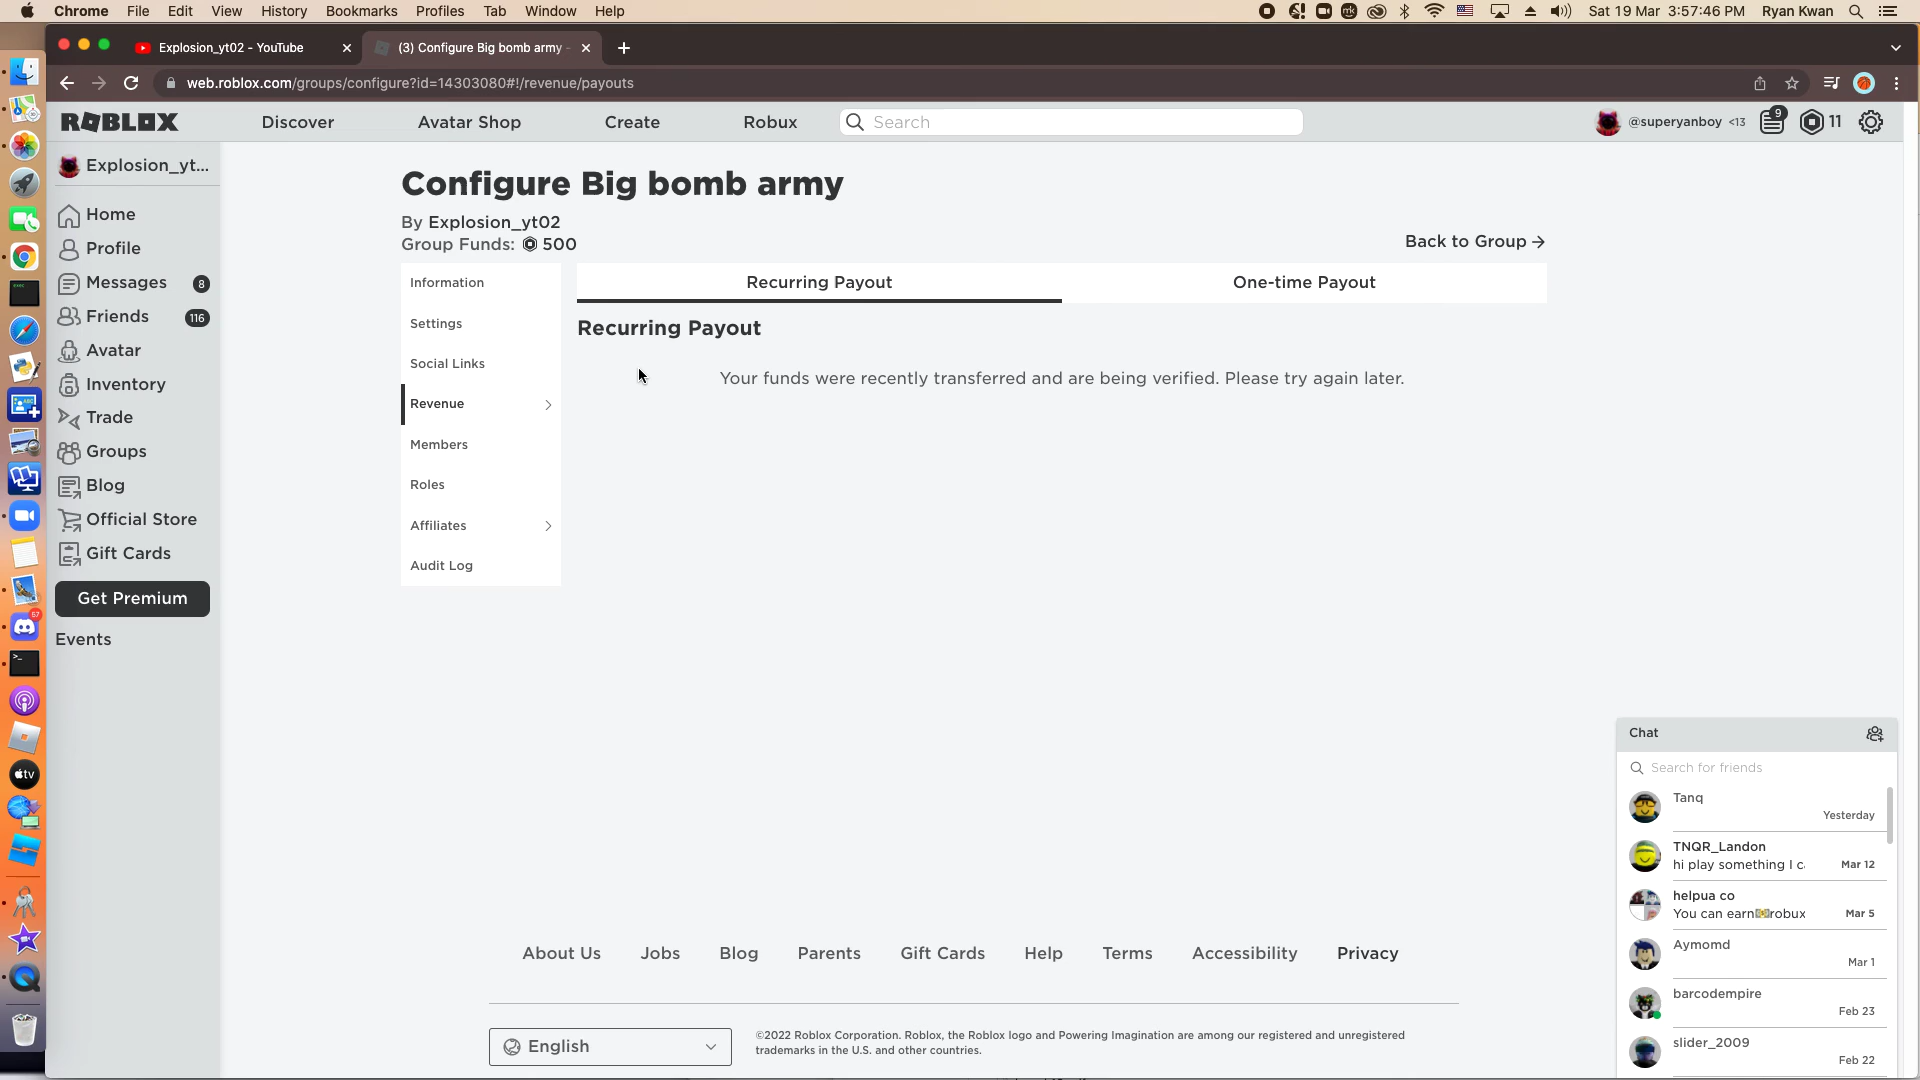 Chrome File Edit View History Bookmarks Profiles Tab Window Help Sat 19 Mar 3:57:46 PM Ryan Kwan
Explosion_yt02 - YouTube
(3) Configure Big bomb army -
web.roblox.com/groups/configure?id=14303080#!/revenue/payouts
ROBLOX Discover Avatar Shop Create Robux Search @superyanboy <13 9 11
Explosion_yt...
Home
Profile
Messages 8
Friends 116
Avatar
Inventory
Trade
Groups
Blog
Official Store
Gift Cards
Get Premium
Events
Configure Big bomb army
By Explosion_yt02
Group Funds: 500
Back to Group
Information
Settings
Social Links
Revenue
Members
Roles
Affiliates
Audit Log
Recurring Payout One-time Payout
Recurring Payout
Your funds were recently transferred and are being verified. Please try again later.
Chat
Search for friends
Tanq
Yesterday
TNQR_Landon
hi play something I c Mar 12
helpua co
You can earn💵robux Mar 5
Aymomd
Mar 1
barcodempire
Feb 23
slider_2009
Feb 22
About Us Jobs Blog Parents Gift Cards Help Terms Accessibility Privacy
English
©2022 Roblox Corporation. Roblox, the Roblox logo and Powering Imagination are among our registered and unregistered
trademarks in the U.S. and other countries.
tv
57